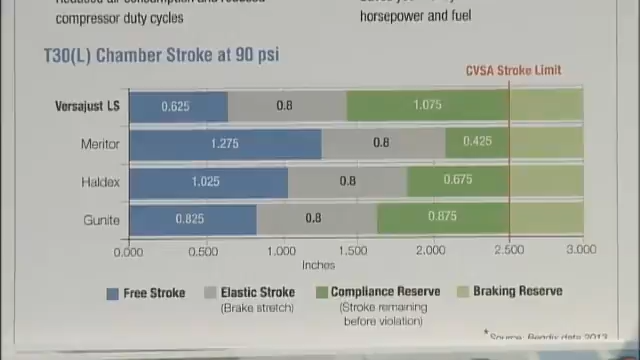 compressor duty cycles
horsepower and fuel
T30(L) Chamber Stroke at 90 psi
CVSA Stroke Limit
Versajust LS 0.625 0.8 1.075
Meritor 1.275 0.8 0.425
Haldex 1.025 0.8 0.675
Gunite 0.825 0.8 0.875
0.000 0.500 1.000 1.500 2.000 2.500 3.000
Inches
Free Stroke Elastic Stroke Compliance Reserve Braking Reserve
(Brake stretch) (Stroke remaining
before violation)